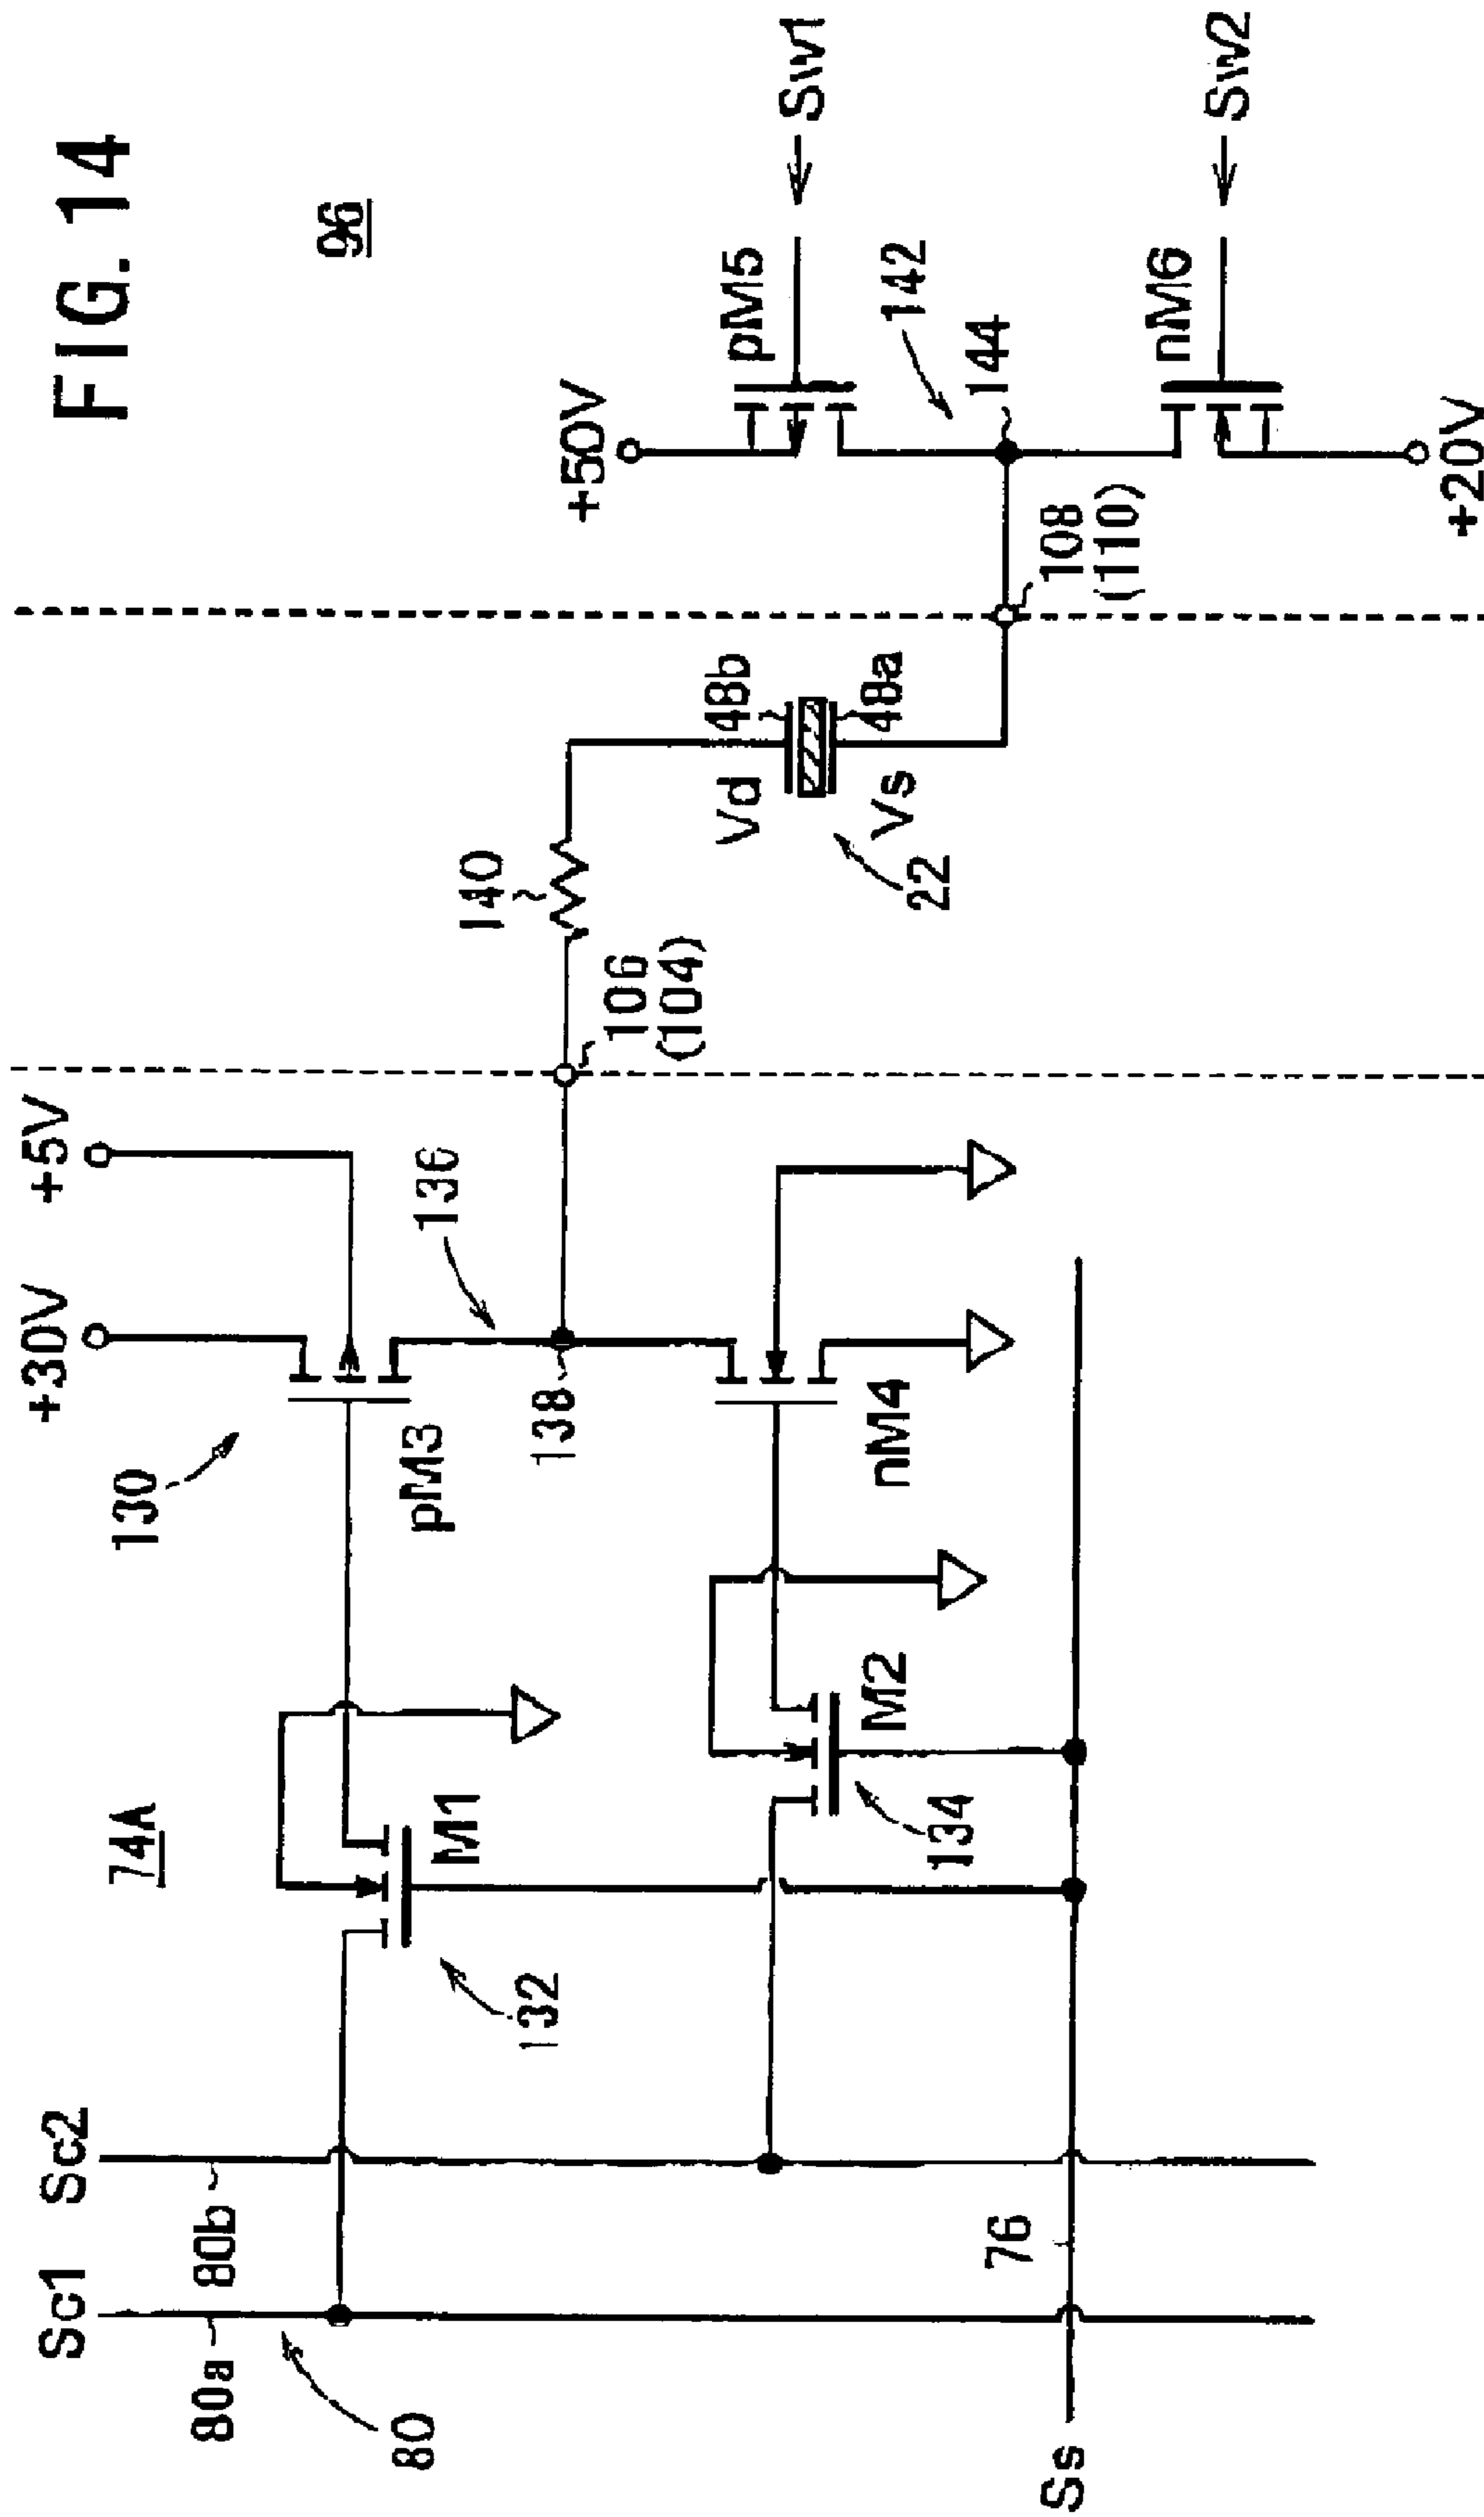 FIG. 14
96
Sc1
Sc2
80a
80b
80
74A
130
+30V
+5V
132
M1
pM3
136
138
106
(104)
140
Vd
48b
48a
Vs
22
+50V
pM5
Sw1
142
144
108
(110)
nM6
Sw2
+20V
134
M2
nM4
76
Ss